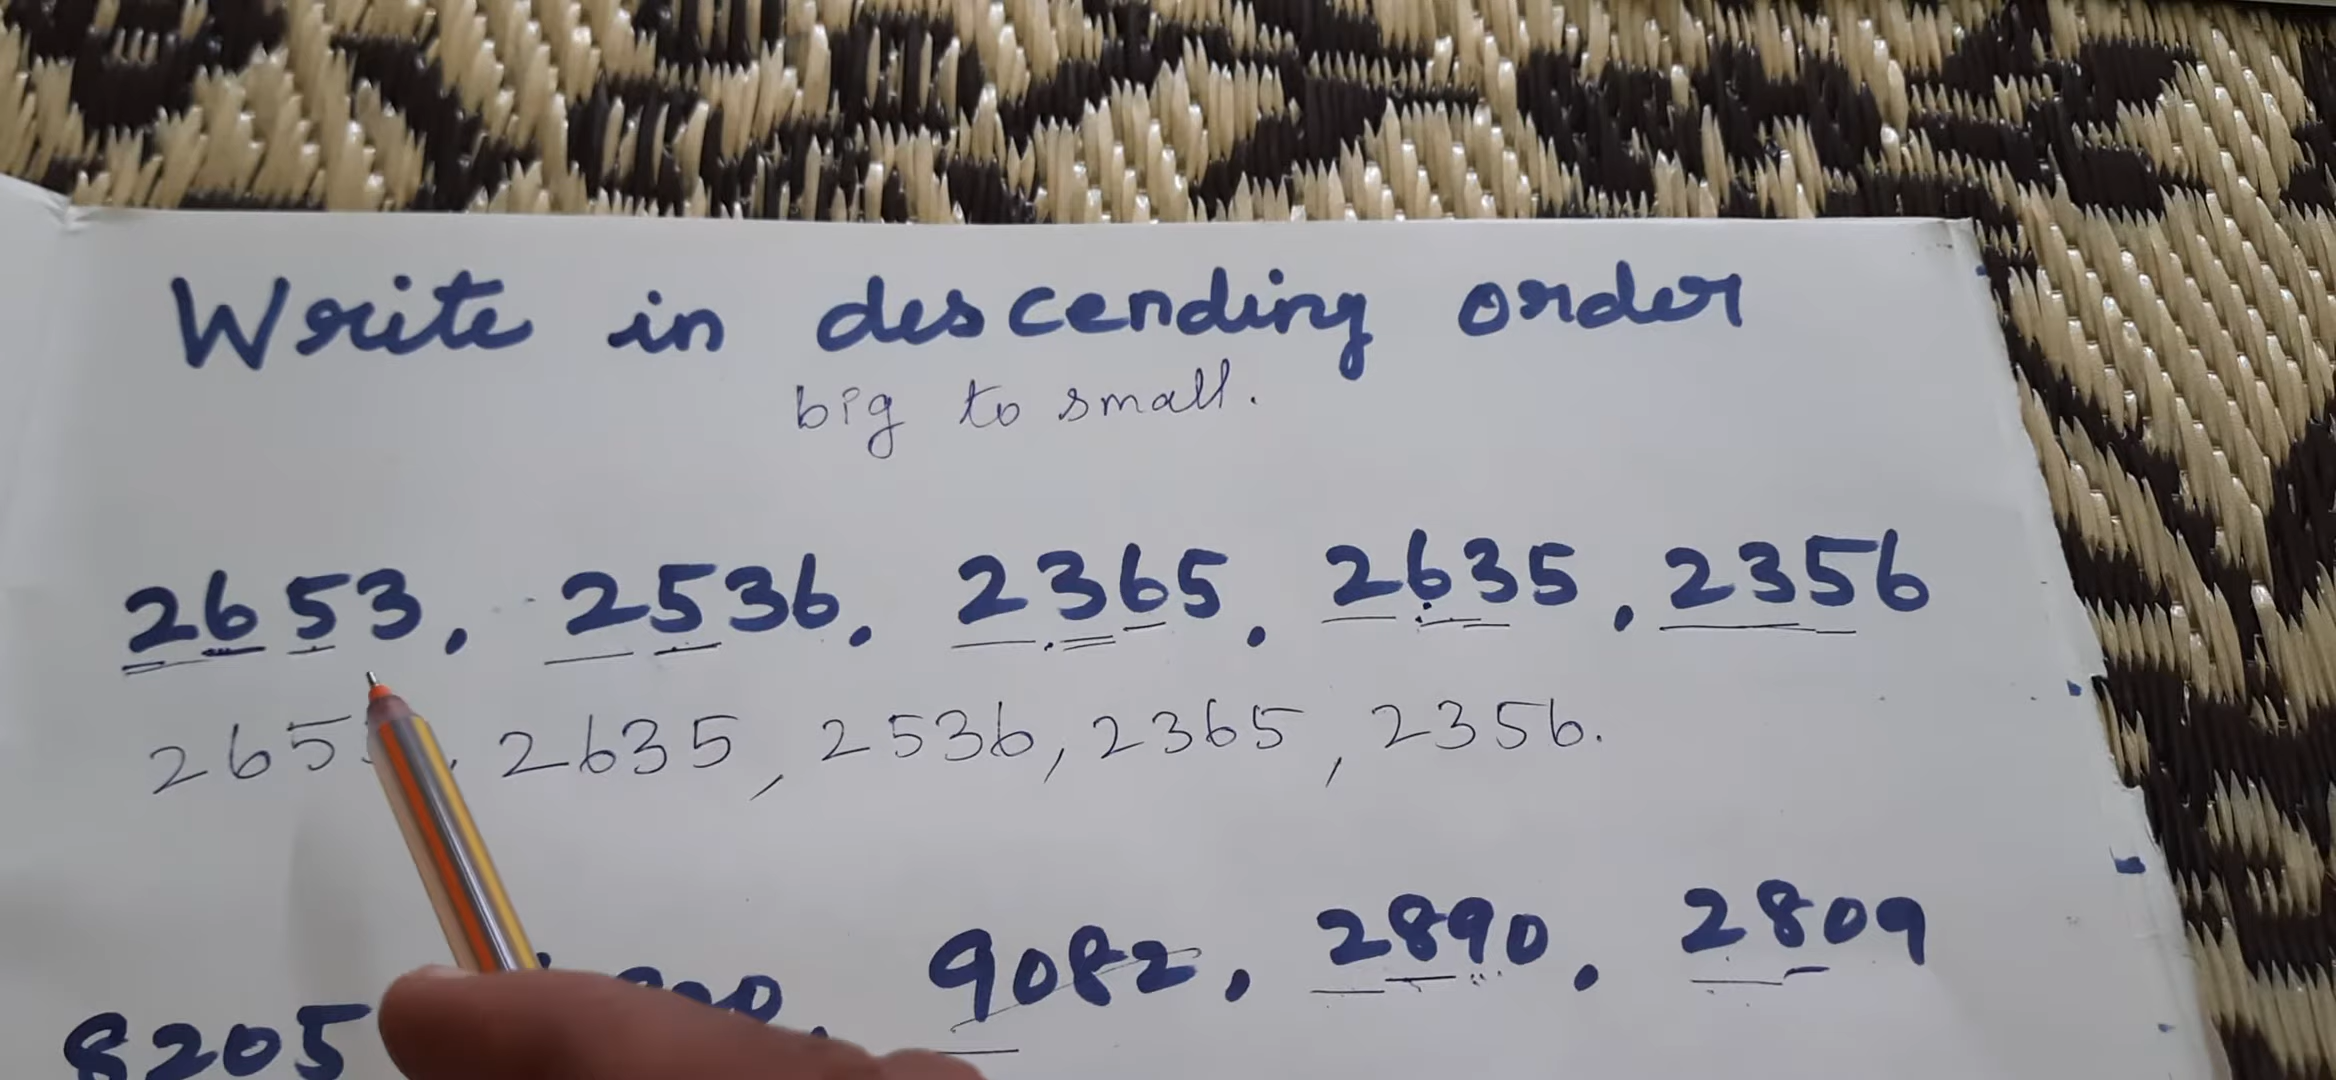 Write in descending order
big to small.
2653, 2536, 2365, 2635, 2356
265 , 2635, 2536, 2365, 2356.
8205 9082, 2890, 2809